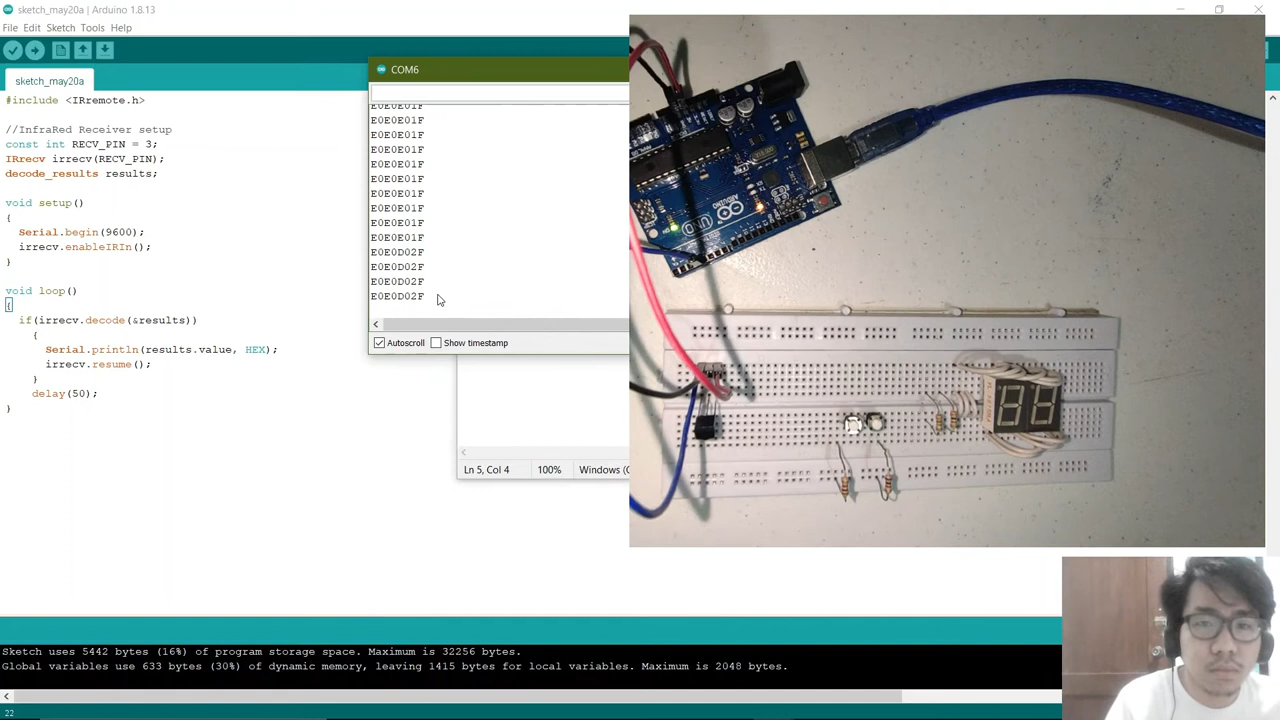 sketch_may20a | Arduino 1.8.13
File Edit Sketch Tools Help
sketch_may20a
#include <IRremote.h>
//InfraRed Receiver setup
const int RECV_PIN = 3;
IRrecv irrecv(RECV_PIN);
decode_results results;
void setup()
{
Serial.begin(9600);
irrecv.enableIRIn();
}
void loop()
{
if(irrecv.decode(&results))
{
Serial.println(results.value, HEX);
irrecv.resume();
}
delay(50);
}
COM6
E0E0E01F
E0E0E01F
E0E0E01F
E0E0E01F
E0E0E01F
E0E0E01F
E0E0E01F
E0E0E01F
E0E0E01F
E0E0E01F
E0E0D02F
E0E0D02F
E0E0D02F
E0E0D02F
Autoscroll Show timestamp
Ln 5, Col 4 100% Windows (C
UNO
Sketch uses 5442 bytes (16%) of program storage space. Maximum is 32256 bytes.
Global variables use 633 bytes (30%) of dynamic memory, leaving 1415 bytes for local variables. Maximum is 2048 bytes.
22